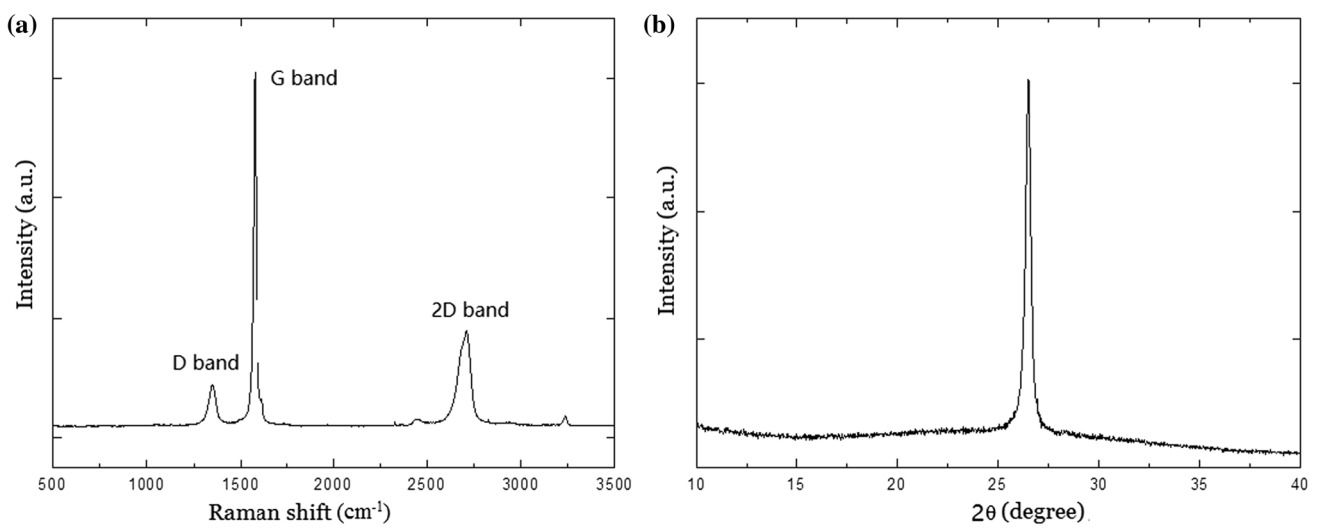 (a)
G band
2D band
D band
Intensity (a.u.)
500 1000 1500 2000 2500 3000 3500
Raman shift (cm-1)
(b)
Intensity (a.u.)
10 15 20 25 30 35 40
2θ (degree)